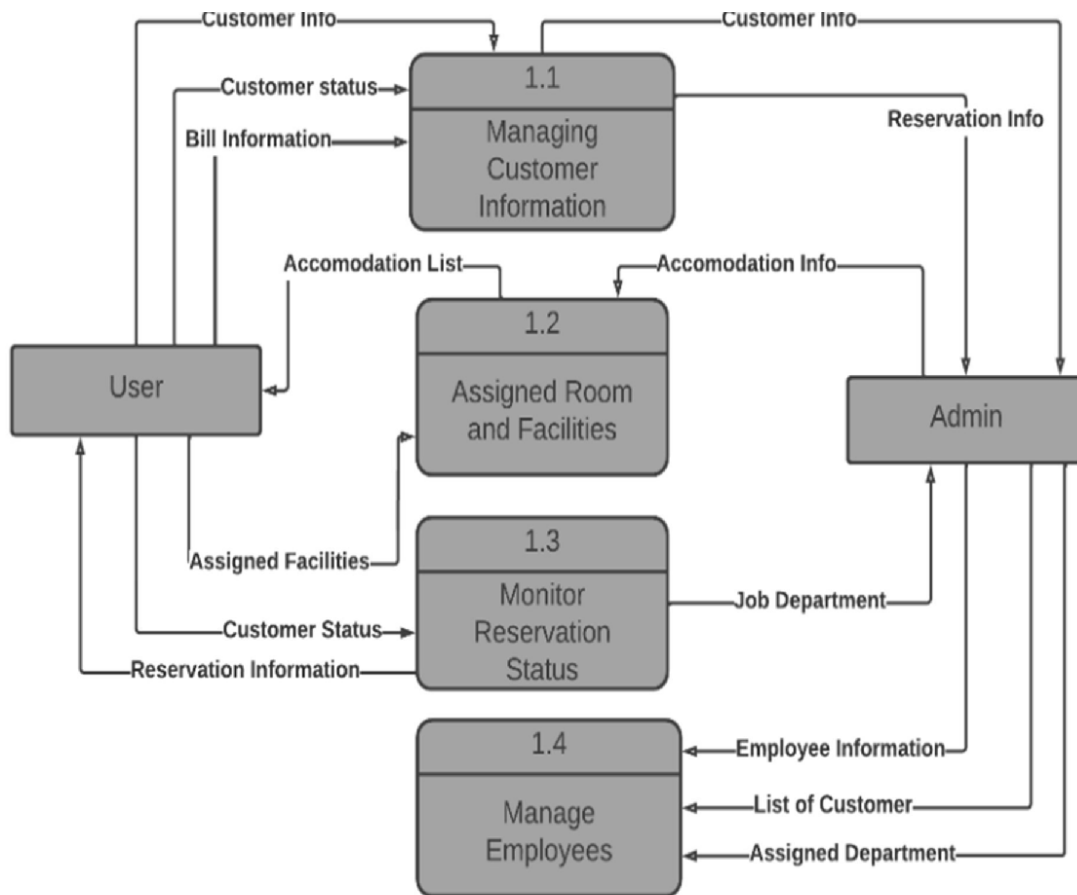 Customer Info
Customer Info
1.1
Customer status
Reservation Info
Bill Information
Managing
Customer
Information
Accomodation List
Accomodation Info
1.2
User
Assigned Room
and Facilities
Admin
1.3
Assigned Facilities
Monitor
Reservation
Status
Job Department
Customer Status
Reservation Information
1.4
Employee Information
Manage
Employees
List of Customer
Assigned Department